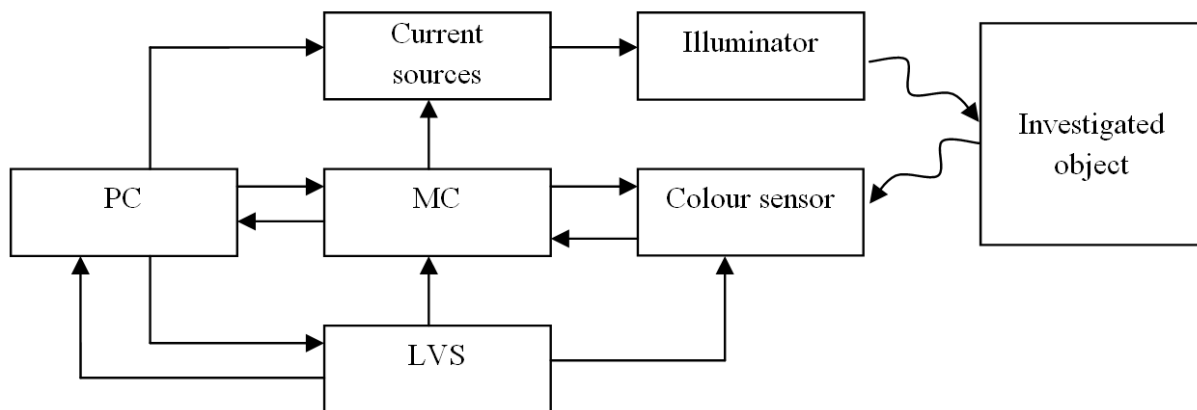 Current
sources
Illuminator
Investigated
object
PC
MC
Colour sensor
LVS